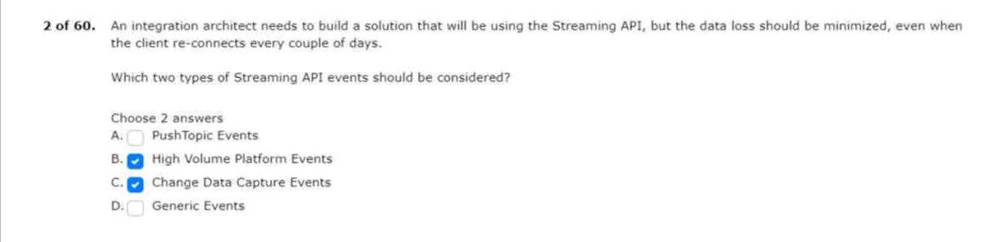 2 of 60. An integration architect needs to build a solution that will be using the Streaming API, but the data loss should be minimized, even when
the client re-connects every couple of days.
Which two types of Streaming API events should be considered?
Choose 2 answers
A. PushTopic Events
B. High Volume Platform Events
C. Change Data Capture Events
D. Generic Events